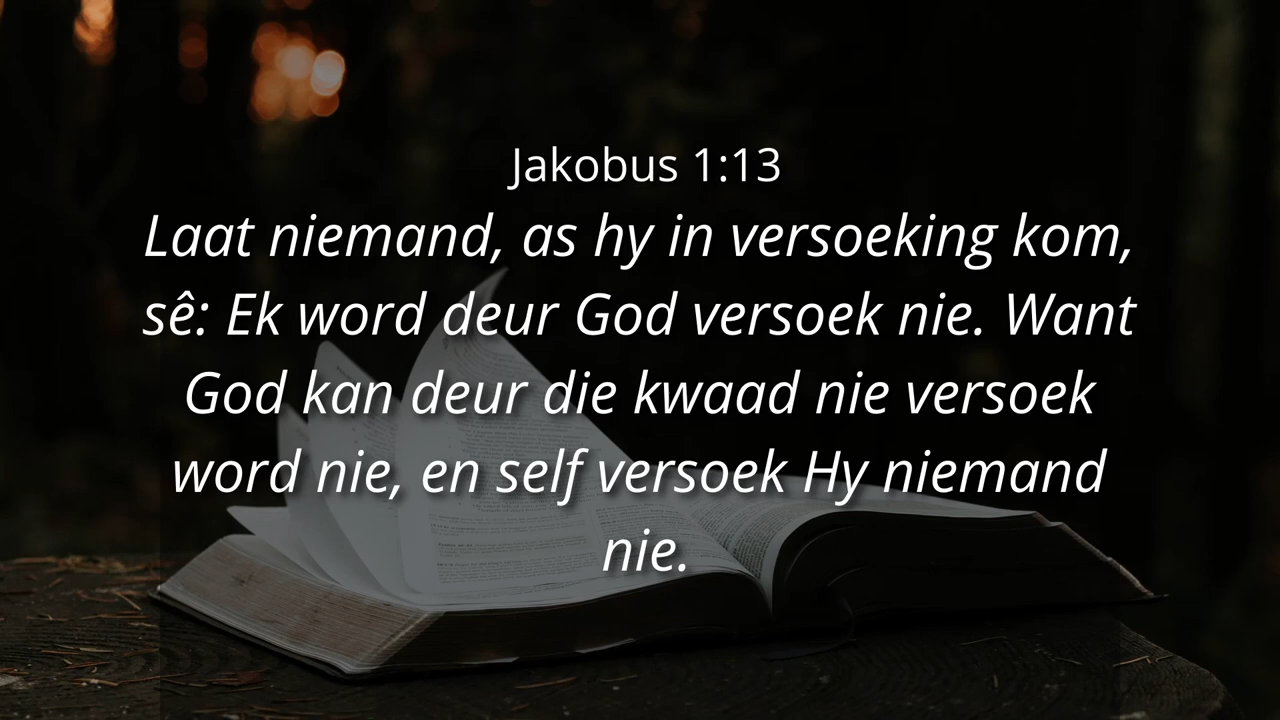 Jakobus 1:13
Laat niemand, as hy in versoeking kom,
sê: Ek word deur God versoek nie. Want
God kan deur die kwaad nie versoek
word nie, en self versoek Hy niemand
nie.